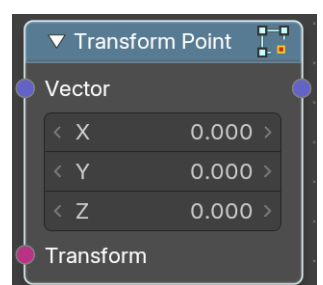 Transform Point
Vector
X 0.000
Y 0.000
Z 0.000
Transform